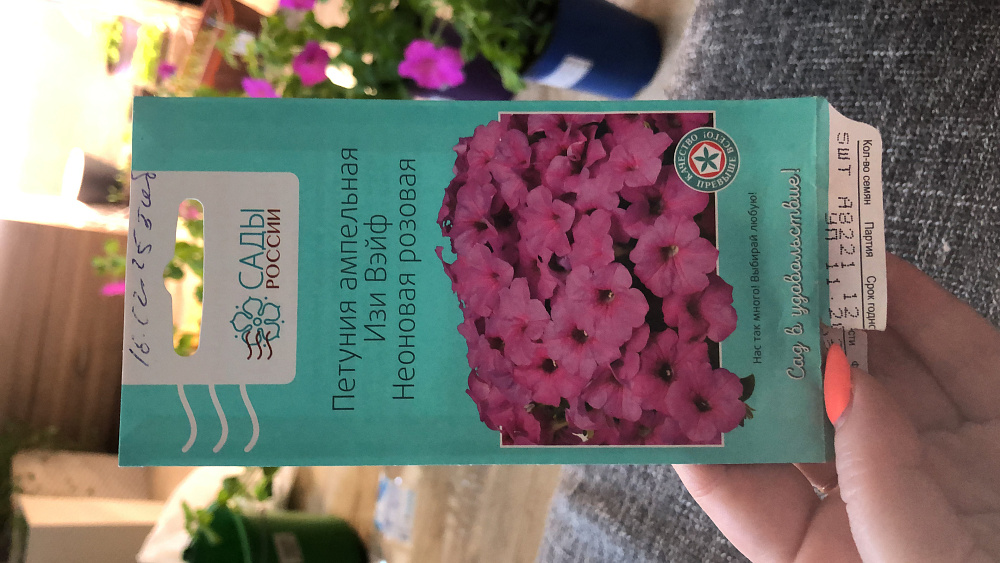 САДЫ
РОССИИ
Петуния ампельная
Изи Вэйф
Неоновая розовая
КАЧЕСТВО ПРЕВЫШЕ ВСЕГО!
Нас так много! Выбирай любую!
Сад в удовольствие!
Кол-во семян Партия Срок
5ШТ А8221 12